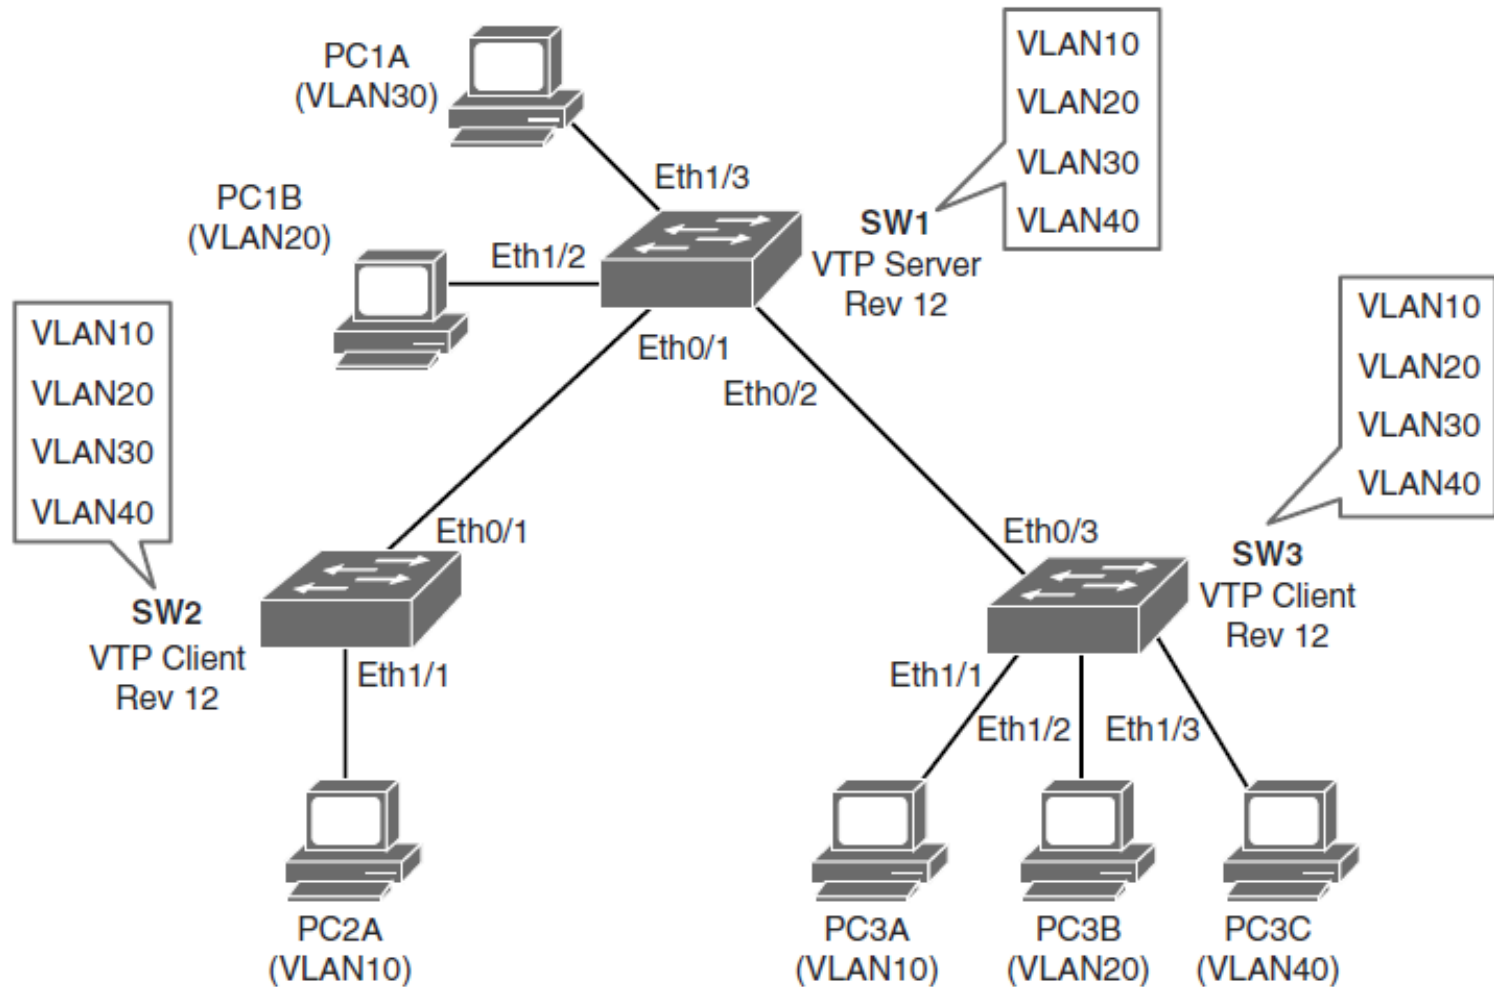 PC1A
(VLAN30)
Eth1/3
PC1B
(VLAN20)
Eth1/2
SW1
VTP Server
Rev 12
VLAN10
VLAN20
VLAN30
VLAN40
Eth0/1
Eth0/2
VLAN10
VLAN20
VLAN30
VLAN40
SW2
VTP Client
Rev 12
Eth0/1
Eth1/1
PC2A
(VLAN10)
VLAN10
VLAN20
VLAN30
VLAN40
Eth0/3
SW3
VTP Client
Rev 12
Eth1/1
Eth1/2
Eth1/3
PC3A
(VLAN10)
PC3B
(VLAN20)
PC3C
(VLAN40)